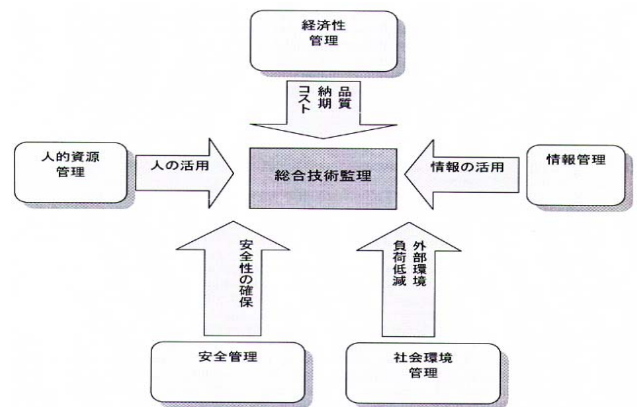 経済性
管理
品質
納期
コスト
人的資源
管理
人の活用
総合技術監理
情報の活用
情報管理
安全性の確保
外部環境
負荷低減
安全管理
社会環境
管理